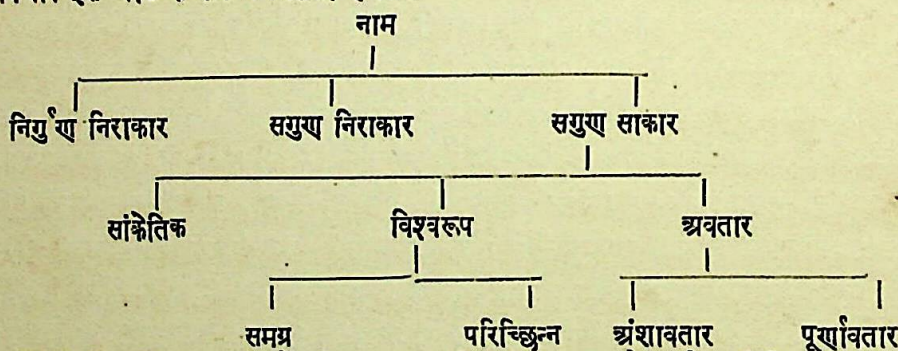 नाम
निर्गुण निराकार सगुण निराकार सगुण साकार
सांकेतिक विश्वरूप अवतार
समग्र परिच्छिन्न अंशावतार पूर्णावतार